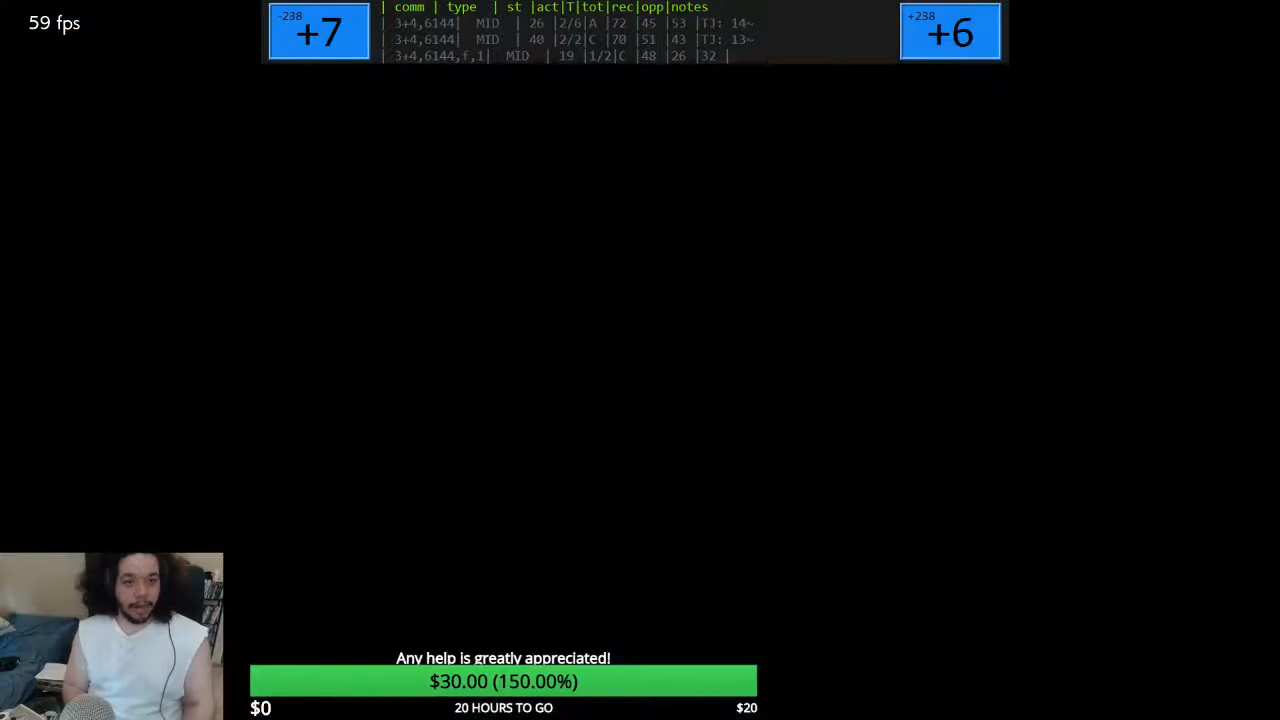 59 fps
-238
+7
| comm | type | st |act|T|tot|rec|opp|notes
| 3+4,6144| MID | 26 |2/6|A |72 |45 |53 |TJ: 14~
| 3+4,6144| MID | 40 |2/2|C |70 |51 |43 |TJ: 13~
| 3+4,6144,f,1| MID | 19 |1/2|C |48 |26 |32 |
+238
+6
Any help is greatly appreciated!
$30.00 (150.00%)
$0
20 HOURS TO GO
$20